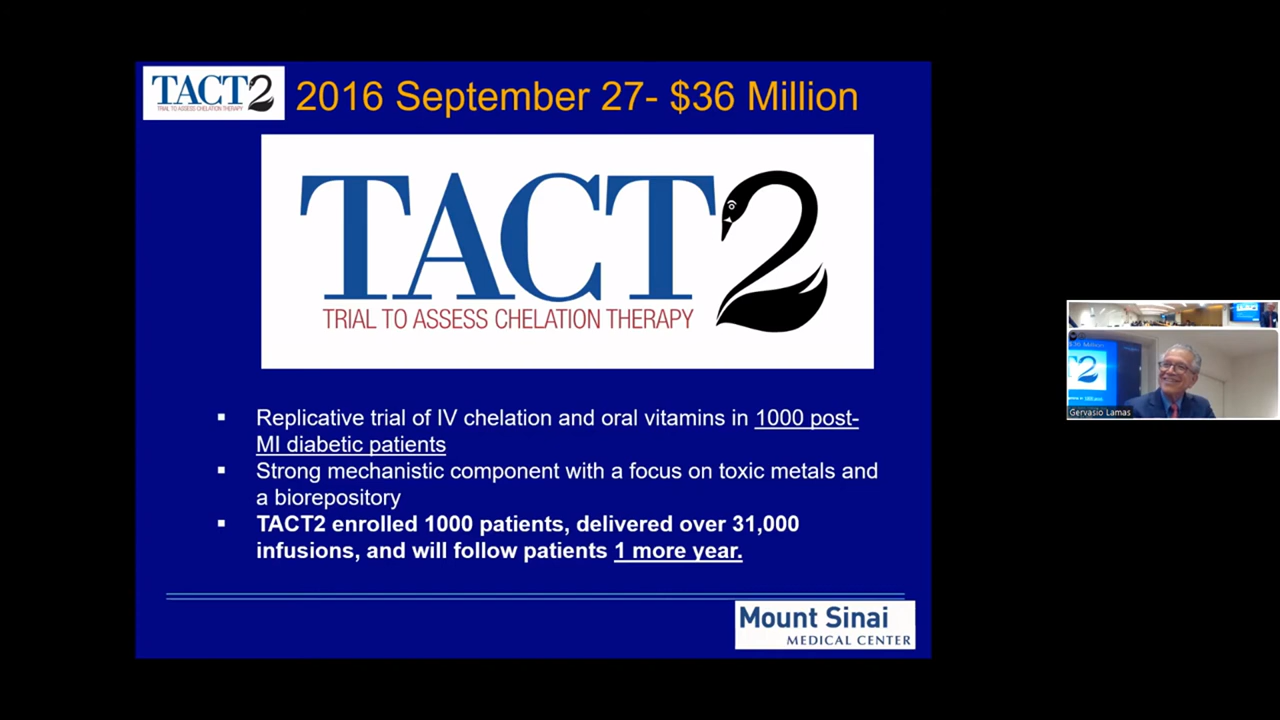 TACT2
TRIAL TO ASSESS CHELATION THERAPY
2016 September 27- $36 Million
TACT2
TRIAL TO ASSESS CHELATION THERAPY
▪ Replicative trial of IV chelation and oral vitamins in 1000 post-
MI diabetic patients
▪ Strong mechanistic component with a focus on toxic metals and
a biorepository
▪ TACT2 enrolled 1000 patients, delivered over 31,000
infusions, and will follow patients 1 more year.
Mount Sinai
MEDICAL CENTER
$36 Million
Gervasio Lamas